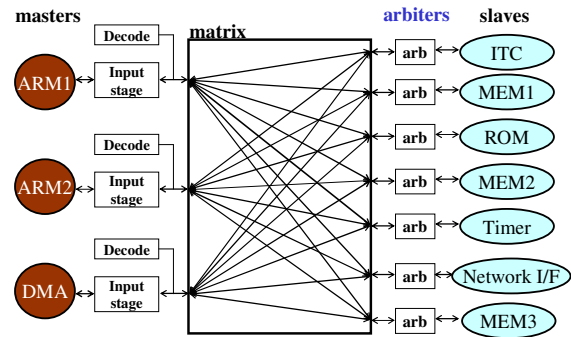 masters
matrix
arbiters
slaves
Decode
ARM1
Input
stage
Decode
ARM2
Input
stage
Decode
DMA
Input
stage
arb
ITC
arb
MEM1
arb
ROM
arb
MEM2
arb
Timer
arb
Network I/F
arb
MEM3